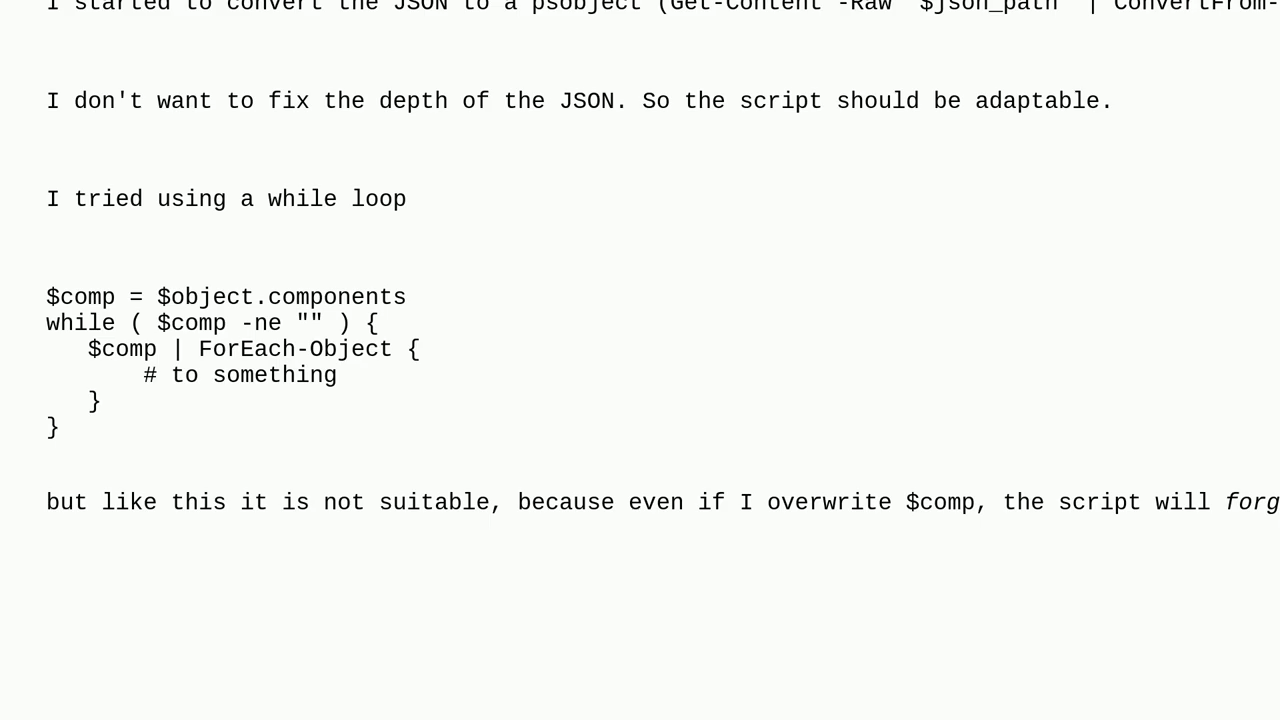 I started to convert the JSON to a psobject (Get-Content -Raw "$json_path" | ConvertFrom-
I don't want to fix the depth of the JSON. So the script should be adaptable.
I tried using a while loop
$comp = $object.components
while ( $comp -ne "" ) {
   $comp | ForEach-Object {
       # to something
   }
}
but like this it is not suitable, because even if I overwrite $comp, the script will forg